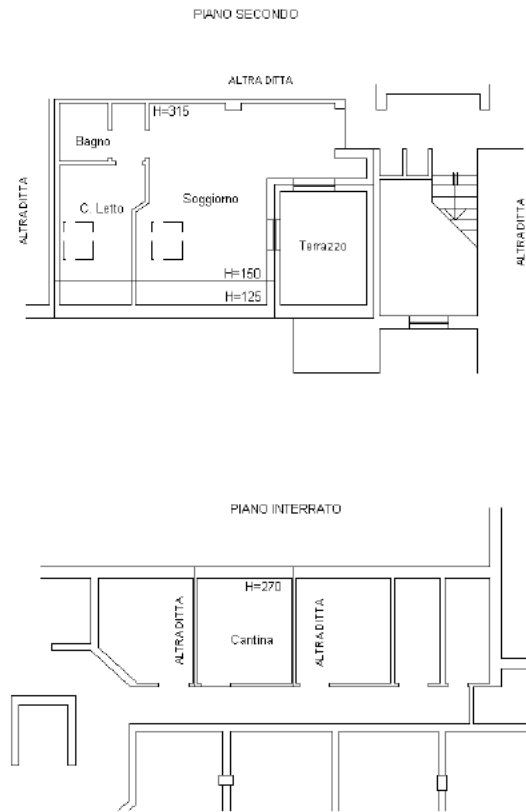 PIANO SECONDO
ALTRA DITTA
H=315
Bagno
ALTRA DITTA
C. Letto
Soggiorno
Terrazzo
ALTRA DITTA
H=150
H=125
PIANO INTERRATO
H=270
ALTRA DITTA
Cantina
ALTRA DITTA